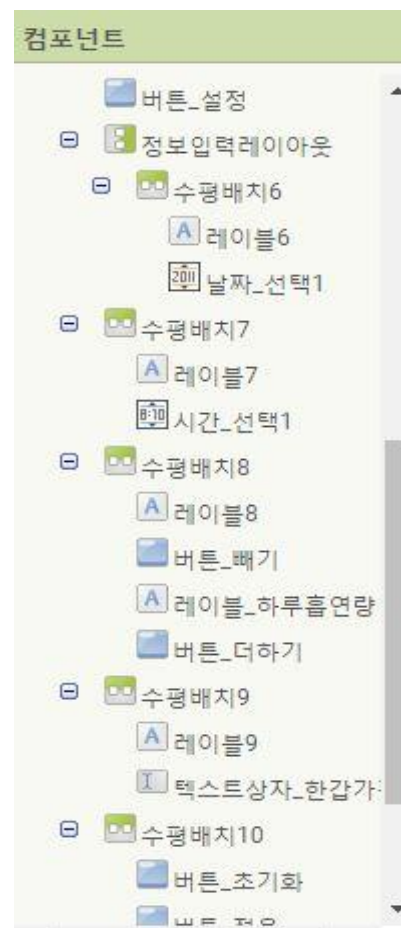 컴포넌트
버튼_설정
정보입력레이아웃
수평배치6
레이블6
날짜_선택1
수평배치7
레이블7
시간_선택1
수평배치8
레이블8
버튼_빼기
레이블_하루흡연량
버튼_더하기
수평배치9
레이블9
텍스트상자_한갑가
수평배치10
버튼_초기화